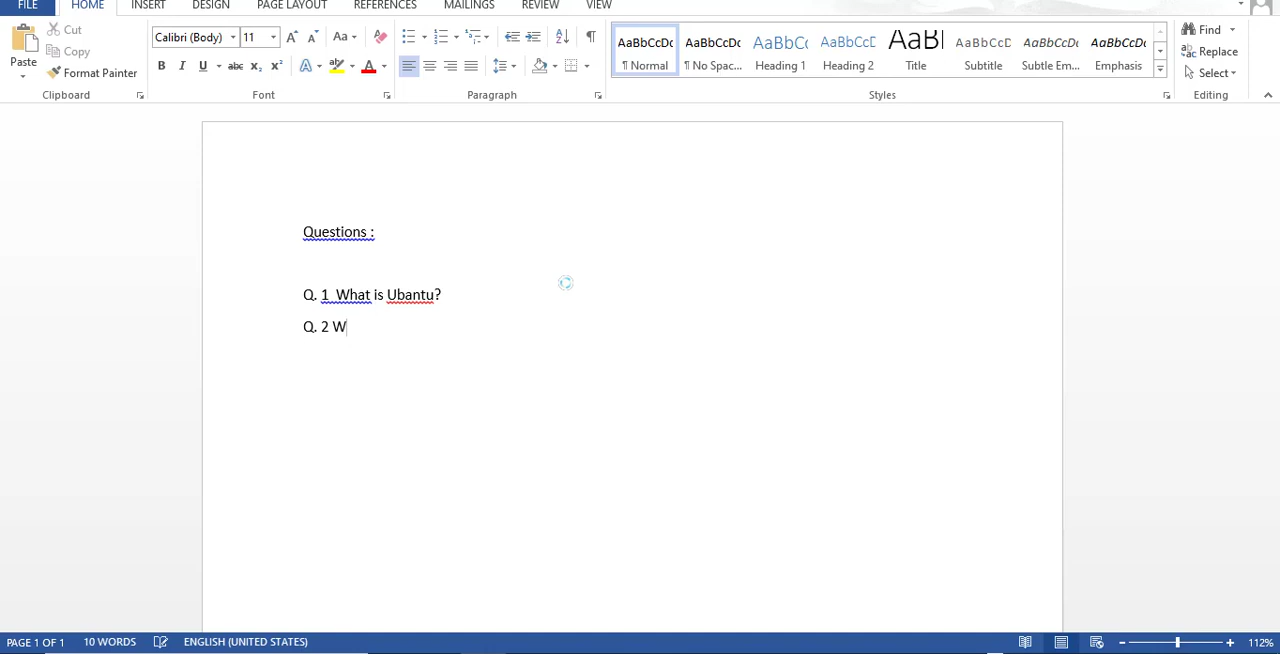 FILE HOME INSERT DESIGN PAGE LAYOUT REFERENCES MAILINGS REVIEW VIEW
Cut
Copy
Paste
Format Painter
Clipboard
Calibri (Body) 11
Font
Paragraph
AaBbCcDc AaBbCcDc AaBbCc AaBbCcD AaBl AaBbCcD AaBbCcDc AaBbCcDc
¶ Normal ¶ No Spac... Heading 1 Heading 2 Title Subtitle Subtle Em... Emphasis
Styles
Find
Replace
Select
Editing
Questions :
Q. 1 What is Ubantu?
Q. 2 W
PAGE 1 OF 1 10 WORDS ENGLISH (UNITED STATES) 112%